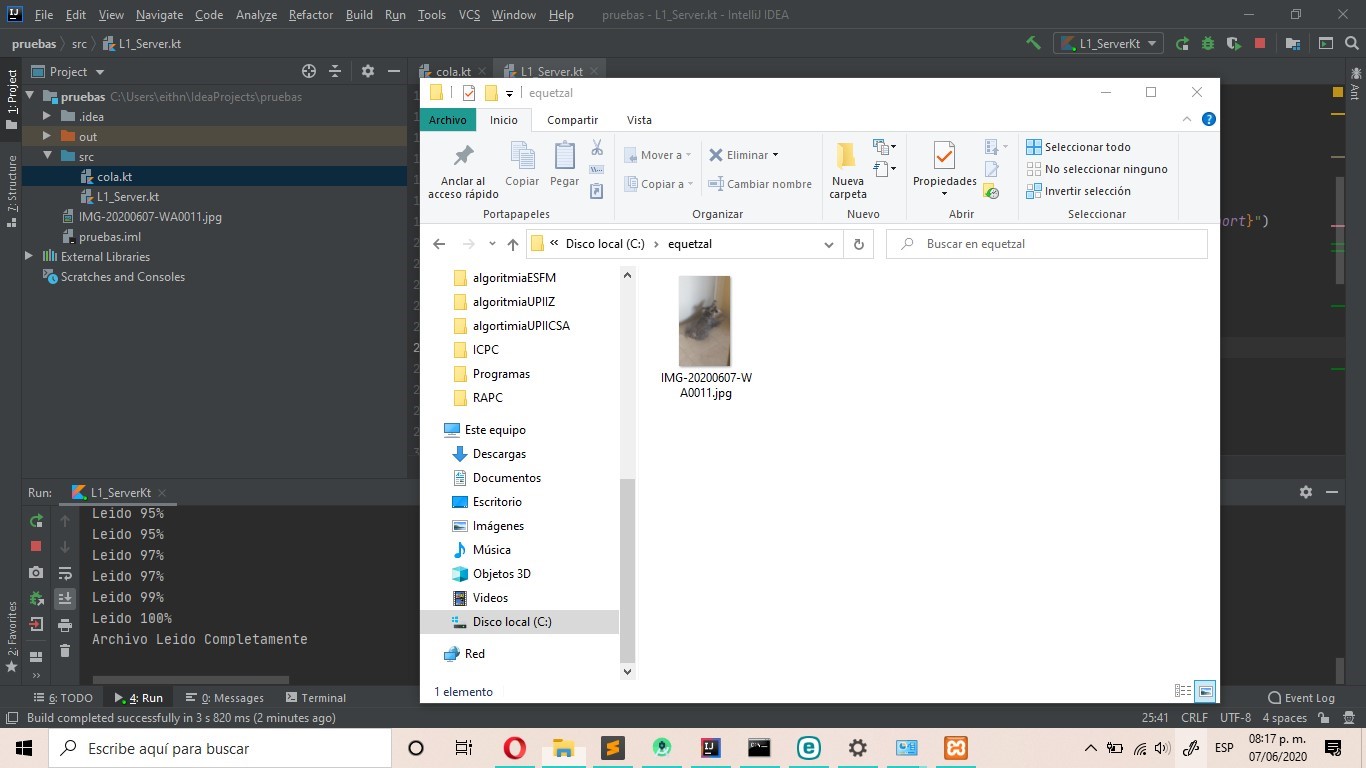 File Edit View Navigate Code Analyze Refactor Build Run Tools VCS Window Help pruebas - L1_Server.kt - IntelliJ IDEA
pruebas src L1_Server.kt
L1_ServerKt
Project
cola.kt L1_Server.kt
pruebas C:\Users\eithn\IdeaProjects\pruebas
.idea
out
src
cola.kt
L1_Server.kt
IMG-20200607-WA0011.jpg
pruebas.iml
External Libraries
Scratches and Consoles
1: Project
7: Structure
2: Favorites
Ant
ort}")
equetzal
Archivo Inicio Compartir Vista
Anclar al
acceso rápido
Copiar
Pegar
Portapapeles
Mover a
Copiar a
Eliminar
Cambiar nombre
Organizar
Nueva
carpeta
Nuevo
Propiedades
Abrir
Seleccionar todo
No seleccionar ninguno
Invertir selección
Seleccionar
« Disco local (C:) › equetzal
Buscar en equetzal
algoritmiaESFM
algoritmiaUPIIZ
algortimiaUPIICSA
ICPC
Programas
RAPC
Este equipo
Descargas
Documentos
Escritorio
Imágenes
Música
Objetos 3D
Videos
Disco local (C:)
Red
IMG-20200607-W
A0011.jpg
1 elemento
Run: L1_ServerKt
Leido 95%
Leido 95%
Leido 97%
Leido 97%
Leido 99%
Leido 100%
Archivo Leido Completamente
6: TODO 4: Run 0: Messages Terminal Event Log
Build completed successfully in 3 s 820 ms (2 minutes ago) 25:41 CRLF UTF-8 4 spaces
Escribe aquí para buscar
ESP
08:17 p. m.
07/06/2020